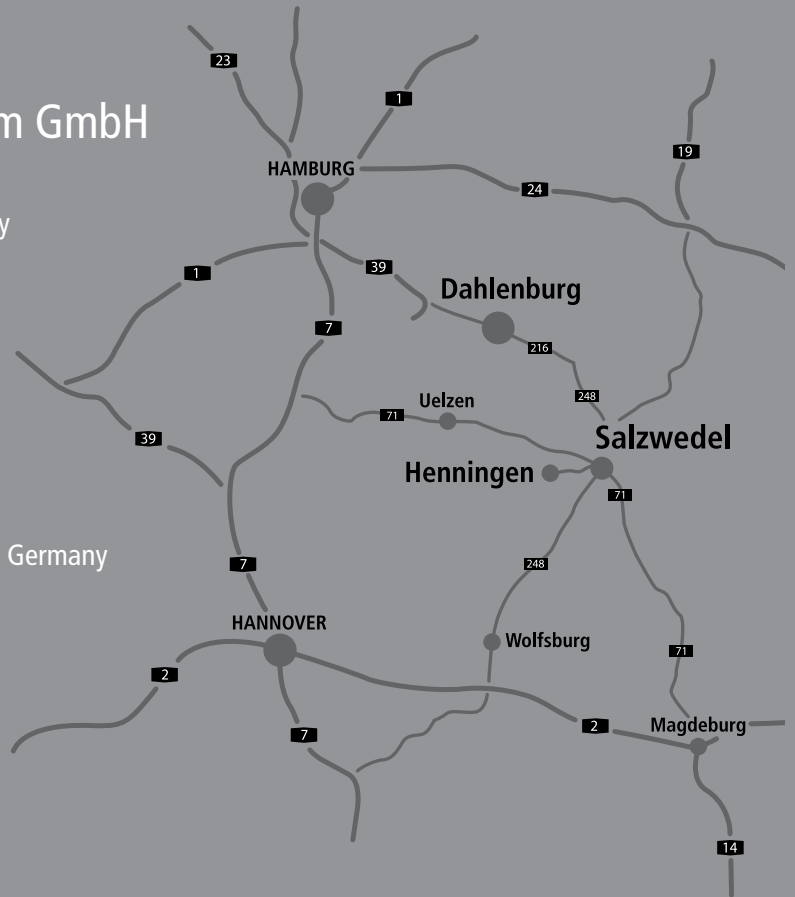 23
1
m GmbH
19
HAMBURG
24
y
1
39
Dahlenburg
7
216
248
Uelzen
71
39
Salzwedel
Henningen
71
Germany
7
248
HANNOVER
Wolfsburg
71
2
2
Magdeburg
7
14